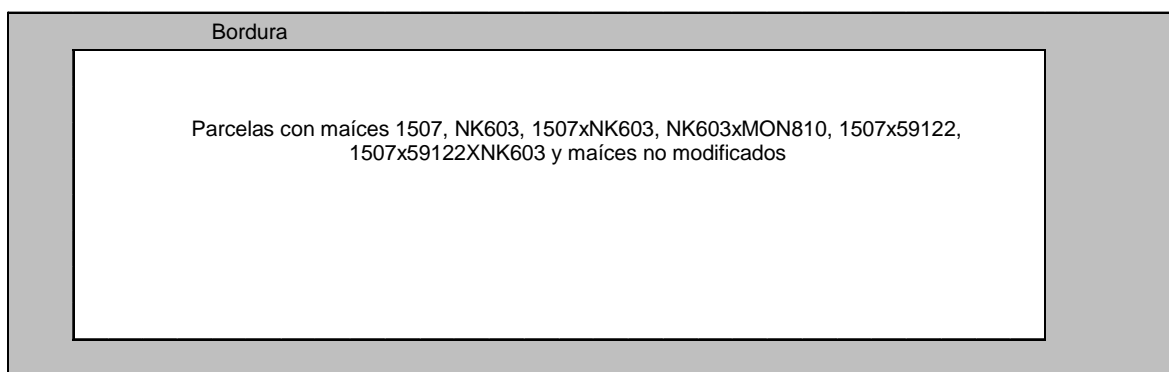 Bordura
Parcelas con maíces 1507, NK603, 1507xNK603, NK603xMON810, 1507x59122,
1507x59122XNK603 y maíces no modificados